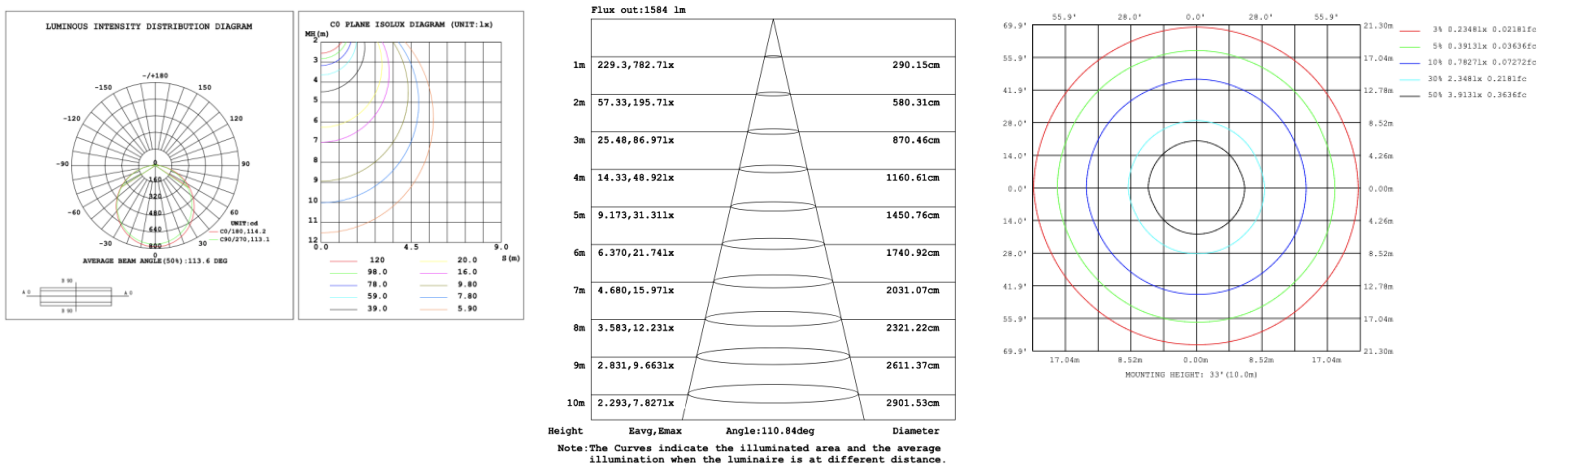 LUMINOUS INTENSITY DISTRIBUTION DIAGRAM
-/+180
-150 150
-120 120
-90 90
-60 60
-30 30
0
0
160
320
480
640
800
UNIT:cd
C0/180,114.2
C90/270,113.1
AVERAGE BEAM ANGLE(50%):113.6 DEG
C0 PLANE ISOLUX DIAGRAM (UNIT:lx)
MH(m)
2
3
4
5
6
7
8
9
10
11
12
0.0 4.5 9.0
S(m)
120 20.0
98.0 16.0
78.0 9.80
59.0 7.80
39.0 5.90
Flux out:1584 lm
1m 229.3,782.7lx 290.15cm
2m 57.33,195.7lx 580.31cm
3m 25.48,86.97lx 870.46cm
4m 14.33,48.92lx 1160.61cm
5m 9.173,31.31lx 1450.76cm
6m 6.370,21.74lx 1740.92cm
7m 4.680,15.97lx 2031.07cm
8m 3.583,12.23lx 2321.22cm
9m 2.831,9.663lx 2611.37cm
10m 2.293,7.827lx 2901.53cm
Height Eavg,Emax Angle:110.84deg Diameter
Note:The Curves indicate the illuminated area and the average
illumination when the luminaire is at different distance.
55.9' 28.0' 0.0' 28.0' 55.9'
69.9' 21.30m
55.9' 17.04m
41.9' 12.78m
28.0' 8.52m
14.0' 4.26m
0.0' 0.00m
14.0' 4.26m
28.0' 8.52m
41.9' 12.78m
55.9' 17.04m
69.9' 21.30m
17.04m 8.52m 0.00m 8.52m 17.04m
MOUNTING HEIGHT: 33'(10.0m)
3% 0.2348lx 0.02181fc
5% 0.3913lx 0.03636fc
10% 0.7827lx 0.07272fc
30% 2.348lx 0.2181fc
50% 3.913lx 0.3636fc